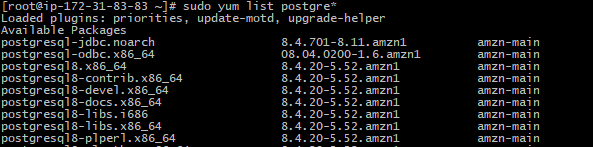 [root@ip-172-31-83-83 ~]# sudo yum list postgre*
Loaded plugins: priorities, update-motd, upgrade-helper
Available Packages
postgresql-jdbc.noarch 8.4.701-8.11.amzn1 amzn-main
postgresql-odbc.x86_64 08.04.0200-1.6.amzn1 amzn-main
postgresql8.x86_64 8.4.20-5.52.amzn1 amzn-main
postgresql8-contrib.x86_64 8.4.20-5.52.amzn1 amzn-main
postgresql8-devel.x86_64 8.4.20-5.52.amzn1 amzn-main
postgresql8-docs.x86_64 8.4.20-5.52.amzn1 amzn-main
postgresql8-libs.i686 8.4.20-5.52.amzn1 amzn-main
postgresql8-libs.x86_64 8.4.20-5.52.amzn1 amzn-main
postgresql8-plperl.x86_64 8.4.20-5.52.amzn1 amzn-main